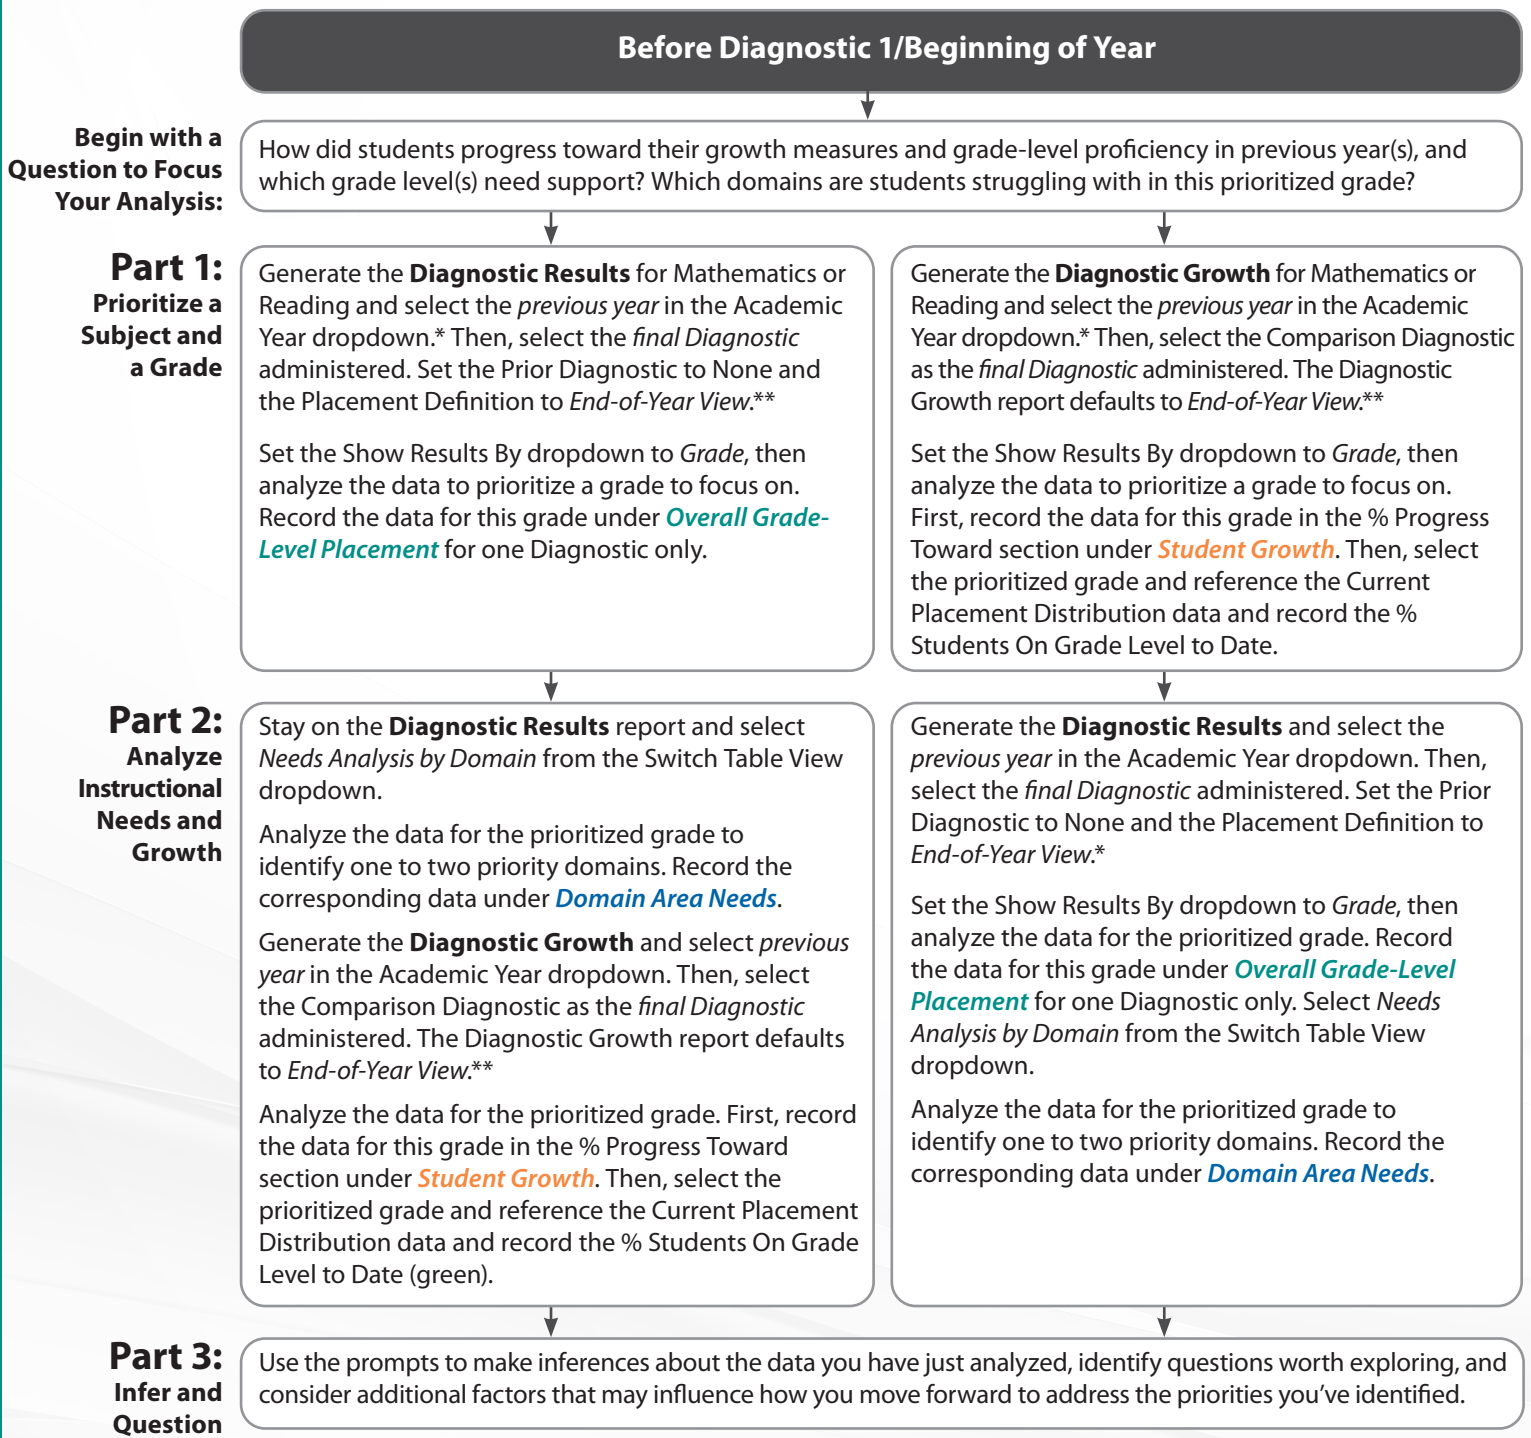 Before Diagnostic 1/Beginning of Year
Begin with a
Question to Focus
Your Analysis:
How did students progress toward their growth measures and grade-level proficiency in previous year(s), and
which grade level(s) need support? Which domains are students struggling with in this prioritized grade?
Part 1:
Prioritize a
Subject and
a Grade
Generate the Diagnostic Results for Mathematics or
Reading and select the previous year in the Academic
Year dropdown.* Then, select the final Diagnostic
administered. Set the Prior Diagnostic to None and
the Placement Definition to End-of-Year View.**
Set the Show Results By dropdown to Grade, then
analyze the data to prioritize a grade to focus on.
Record the data for this grade under Overall Grade-
Level Placement for one Diagnostic only.
Generate the Diagnostic Growth for Mathematics or
Reading and select the previous year in the Academic
Year dropdown.* Then, select the Comparison Diagnostic
as the final Diagnostic administered. The Diagnostic
Growth report defaults to End-of-Year View.**
Set the Show Results By dropdown to Grade, then
analyze the data to prioritize a grade to focus on.
First, record the data for this grade in the % Progress
Toward section under Student Growth. Then, select
the prioritized grade and reference the Current
Placement Distribution data and record the %
Students On Grade Level to Date.
Part 2:
Analyze
Instructional
Needs and
Growth
Stay on the Diagnostic Results report and select
Needs Analysis by Domain from the Switch Table View
dropdown.
Analyze the data for the prioritized grade to
identify one to two priority domains. Record the
corresponding data under Domain Area Needs.
Generate the Diagnostic Growth and select previous
year in the Academic Year dropdown. Then, select
the Comparison Diagnostic as the final Diagnostic
administered. The Diagnostic Growth report defaults
to End-of-Year View.**
Analyze the data for the prioritized grade. First, record
the data for this grade in the % Progress Toward
section under Student Growth. Then, select the
prioritized grade and reference the Current Placement
Distribution data and record the % Students On Grade
Level to Date (green).
Generate the Diagnostic Results and select the
previous year in the Academic Year dropdown. Then,
select the final Diagnostic administered. Set the Prior
Diagnostic to None and the Placement Definition to
End-of-Year View.*
Set the Show Results By dropdown to Grade, then
analyze the data for the prioritized grade. Record
the data for this grade under Overall Grade-Level
Placement for one Diagnostic only. Select Needs
Analysis by Domain from the Switch Table View
dropdown.
Analyze the data for the prioritized grade to
identify one to two priority domains. Record the
corresponding data under Domain Area Needs.
Part 3:
Infer and
Question
Use the prompts to make inferences about the data you have just analyzed, identify questions worth exploring, and
consider additional factors that may influence how you move forward to address the priorities you've identified.